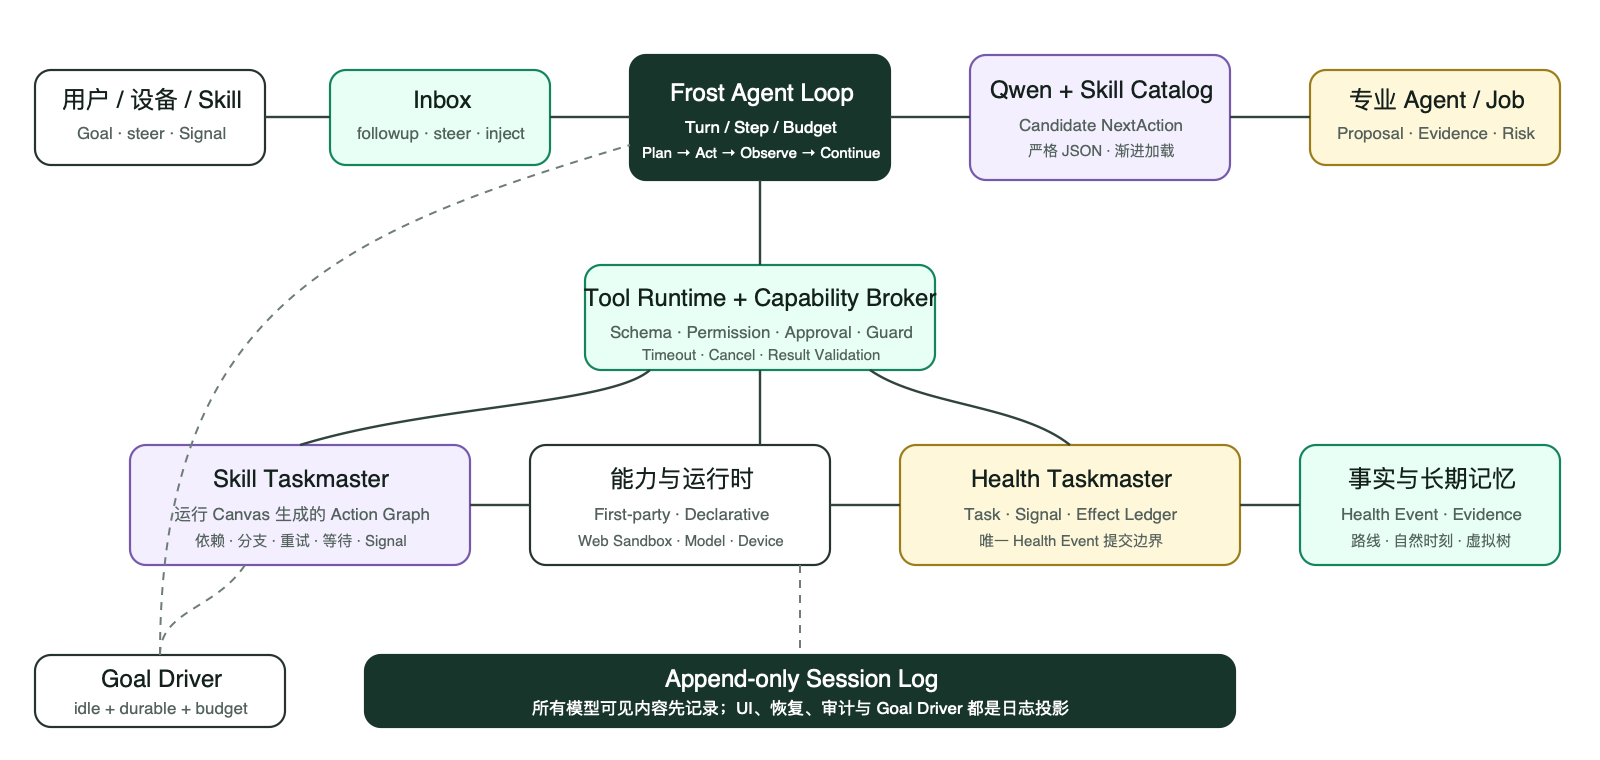 用户 / 设备 / Skill
Goal · steer · Signal
Inbox
followup · steer · inject
Frost Agent Loop
Turn / Step / Budget
Plan → Act → Observe → Continue
Qwen + Skill Catalog
Candidate NextAction
严格 JSON · 渐进加载
专业 Agent / Job
Proposal · Evidence · Risk
Tool Runtime + Capability Broker
Schema · Permission · Approval · Guard
Timeout · Cancel · Result Validation
Skill Taskmaster
运行 Canvas 生成的 Action Graph
依赖 · 分支 · 重试 · 等待 · Signal
能力与运行时
First-party · Declarative
Web Sandbox · Model · Device
Health Taskmaster
Task · Signal · Effect Ledger
唯一 Health Event 提交边界
事实与长期记忆
Health Event · Evidence
路线 · 自然时刻 · 虚拟树
Goal Driver
idle + durable + budget
Append-only Session Log
所有模型可见内容先记录；UI、恢复、审计与 Goal Driver 都是日志投影